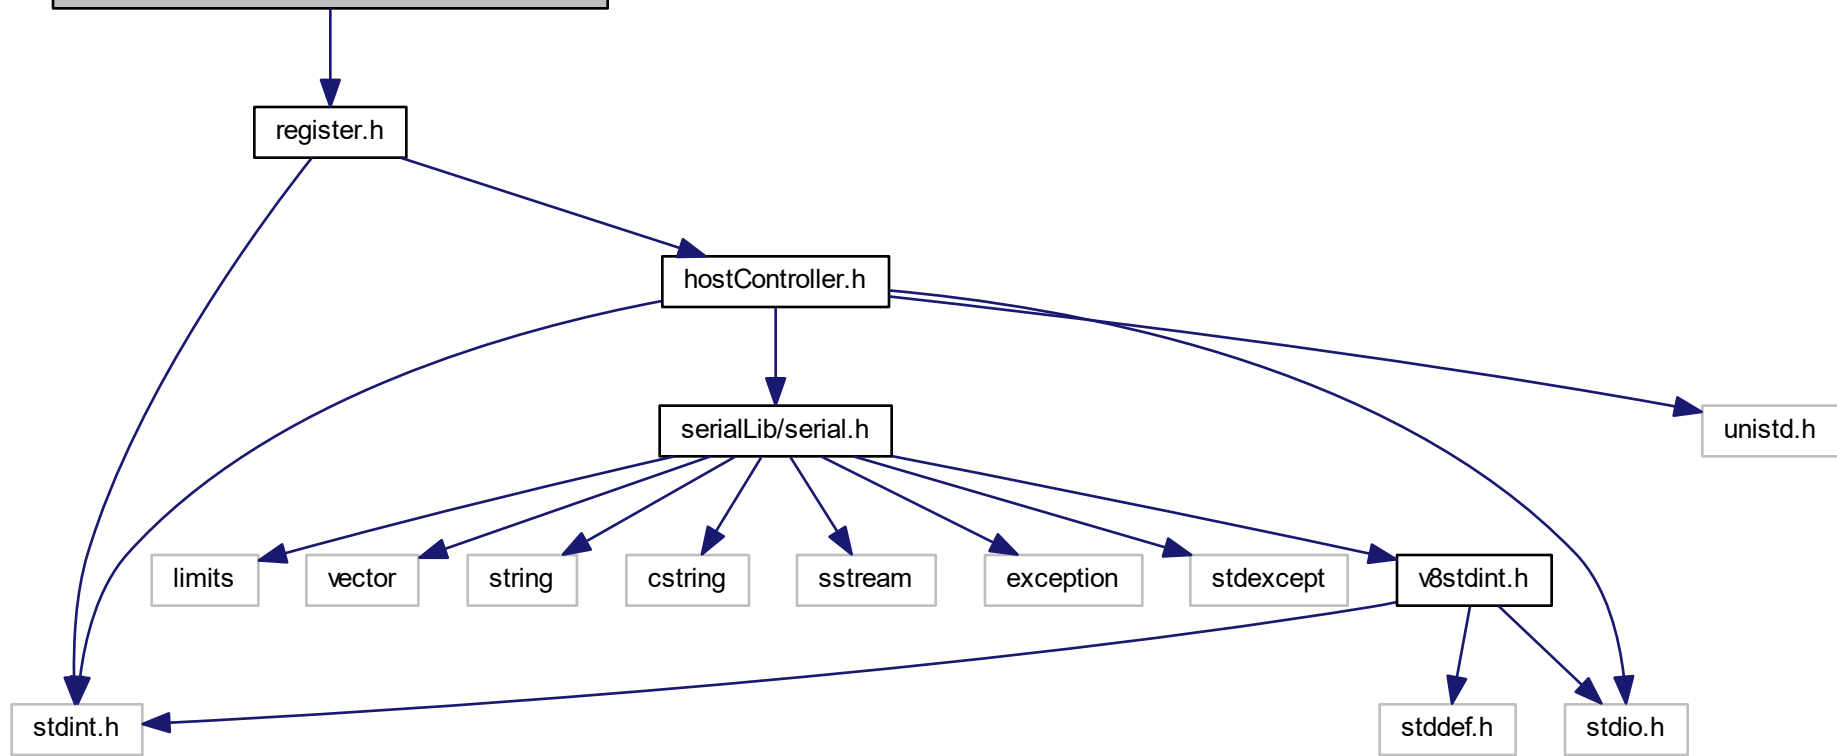 register.h
hostController.h
serialLib/serial.h
unistd.h
limits
vector
string
cstring
sstream
exception
stdexcept
v8stdint.h
stdint.h
stddef.h
stdio.h